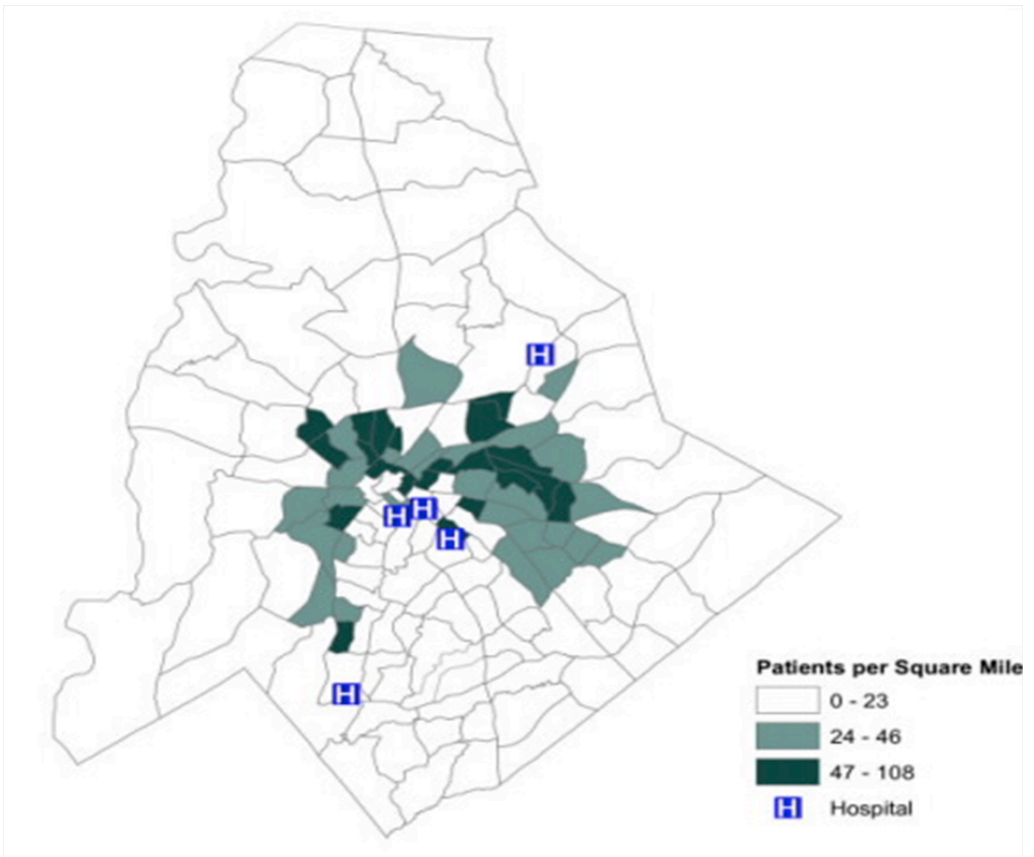 H
H
H
H
H
Patients per Square Mile
0 - 23
24 - 46
47 - 108
H Hospital